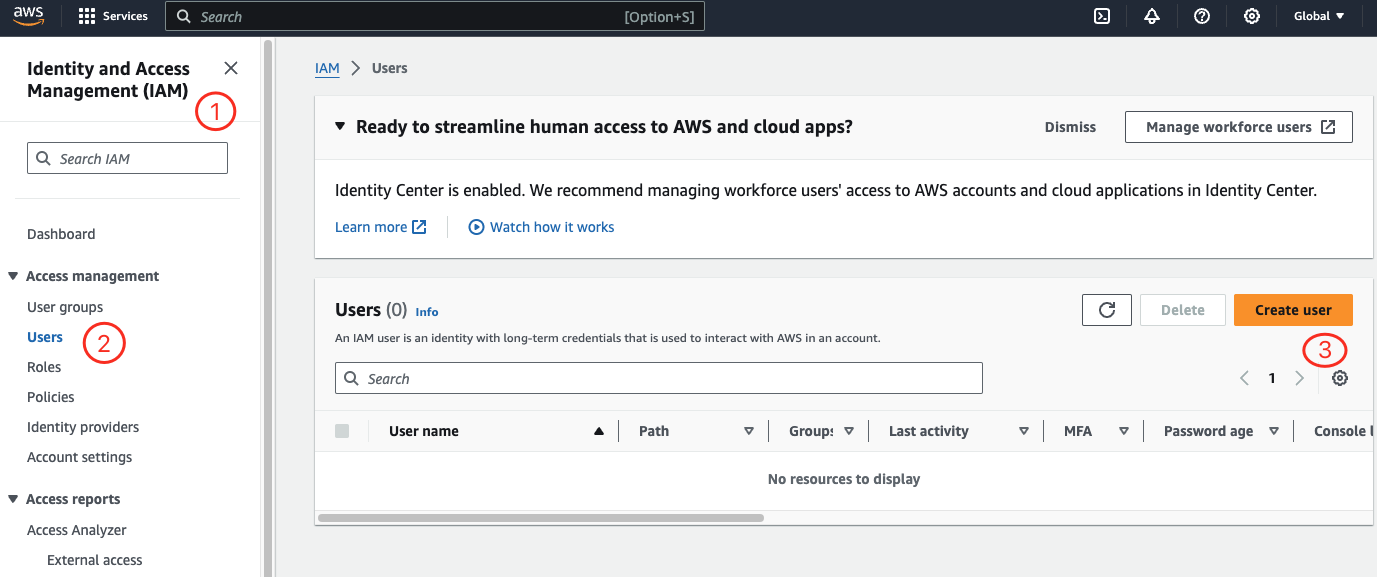 aws
Services
Search
[Option+S]
Global
Identity and Access
Management (IAM)
1
Search IAM
Dashboard
Access management
User groups
Users
2
Roles
Policies
Identity providers
Account settings
Access reports
Access Analyzer
External access
IAM
Users
Ready to streamline human access to AWS and cloud apps?
Dismiss
Manage workforce users
Identity Center is enabled. We recommend managing workforce users' access to AWS accounts and cloud applications in Identity Center.
Learn more
Watch how it works
Users (0) Info
Delete
Create user
An IAM user is an identity with long-term credentials that is used to interact with AWS in an account.
3
Search
1
User name
Path
Groups
Last activity
MFA
Password age
Console l
No resources to display